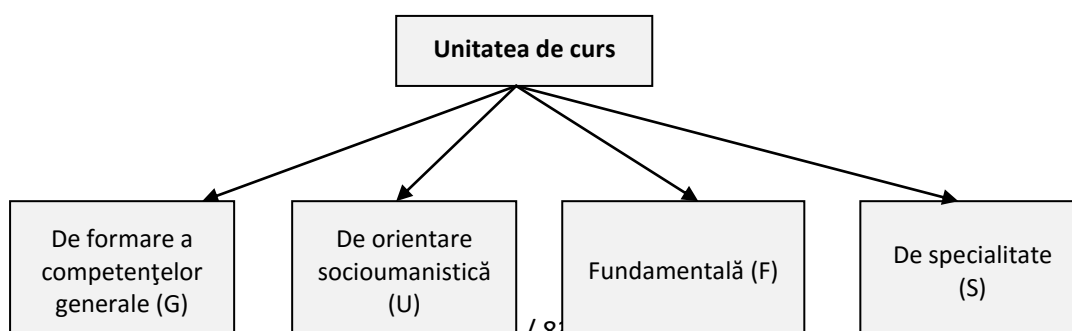 Unitatea de curs
De formare a
competenţelor
generale (G)
De orientare
socioumanistică
(U)
Fundamentală (F)
De specialitate
(S)